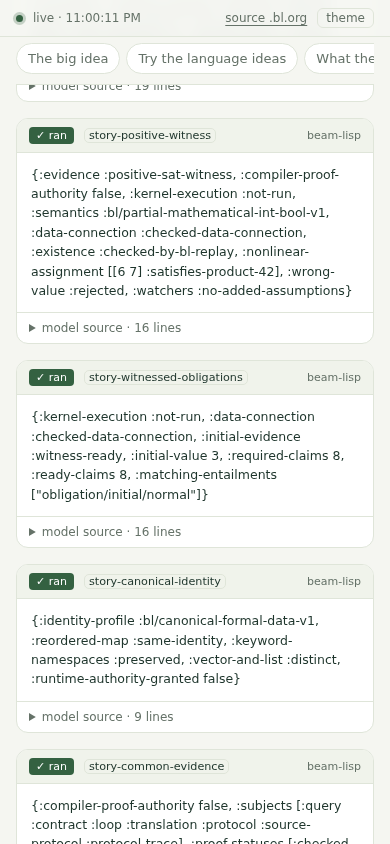 live · 11:00:11 PM source .bl.org theme
The big idea Try the language ideas What the
model source · 19 lines
✓ ran story-positive-witness beam-lisp
{:evidence :positive-sat-witness, :compiler-proof-
authority false, :kernel-execution :not-run,
:semantics :bl/partial-mathematical-int-bool-v1,
:data-connection :checked-data-connection,
:existence :checked-by-bl-replay, :nonlinear-
assignment [[6 7] :satisfies-product-42], :wrong-
value :rejected, :watchers :no-added-assumptions}
model source · 16 lines
✓ ran story-witnessed-obligations beam-lisp
{:kernel-execution :not-run, :data-connection
:checked-data-connection, :initial-evidence
:witness-ready, :initial-value 3, :required-claims 8,
:ready-claims 8, :matching-entailments
["obligation/initial/normal"]}
model source · 16 lines
✓ ran story-canonical-identity beam-lisp
{:identity-profile :bl/canonical-formal-data-v1,
:reordered-map :same-identity, :keyword-
namespaces :preserved, :vector-and-list :distinct,
:runtime-authority-granted false}
model source · 9 lines
✓ ran story-common-evidence beam-lisp
{:compiler-proof-authority false, :subjects [:query
:contract :loop :translation :protocol :source-
protocol :protocol-trace], :proof-statuses [:checked